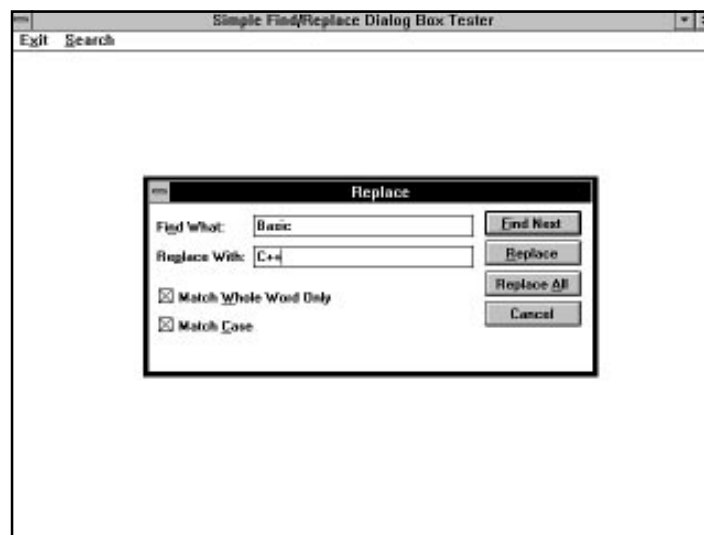 Simple Find/Replace Dialog Box Tester
Exit Search
Replace
Find What: Basic Find Next
Replace With: C++ Replace
Replace All
Match Whole Word Only
Cancel
Match Case